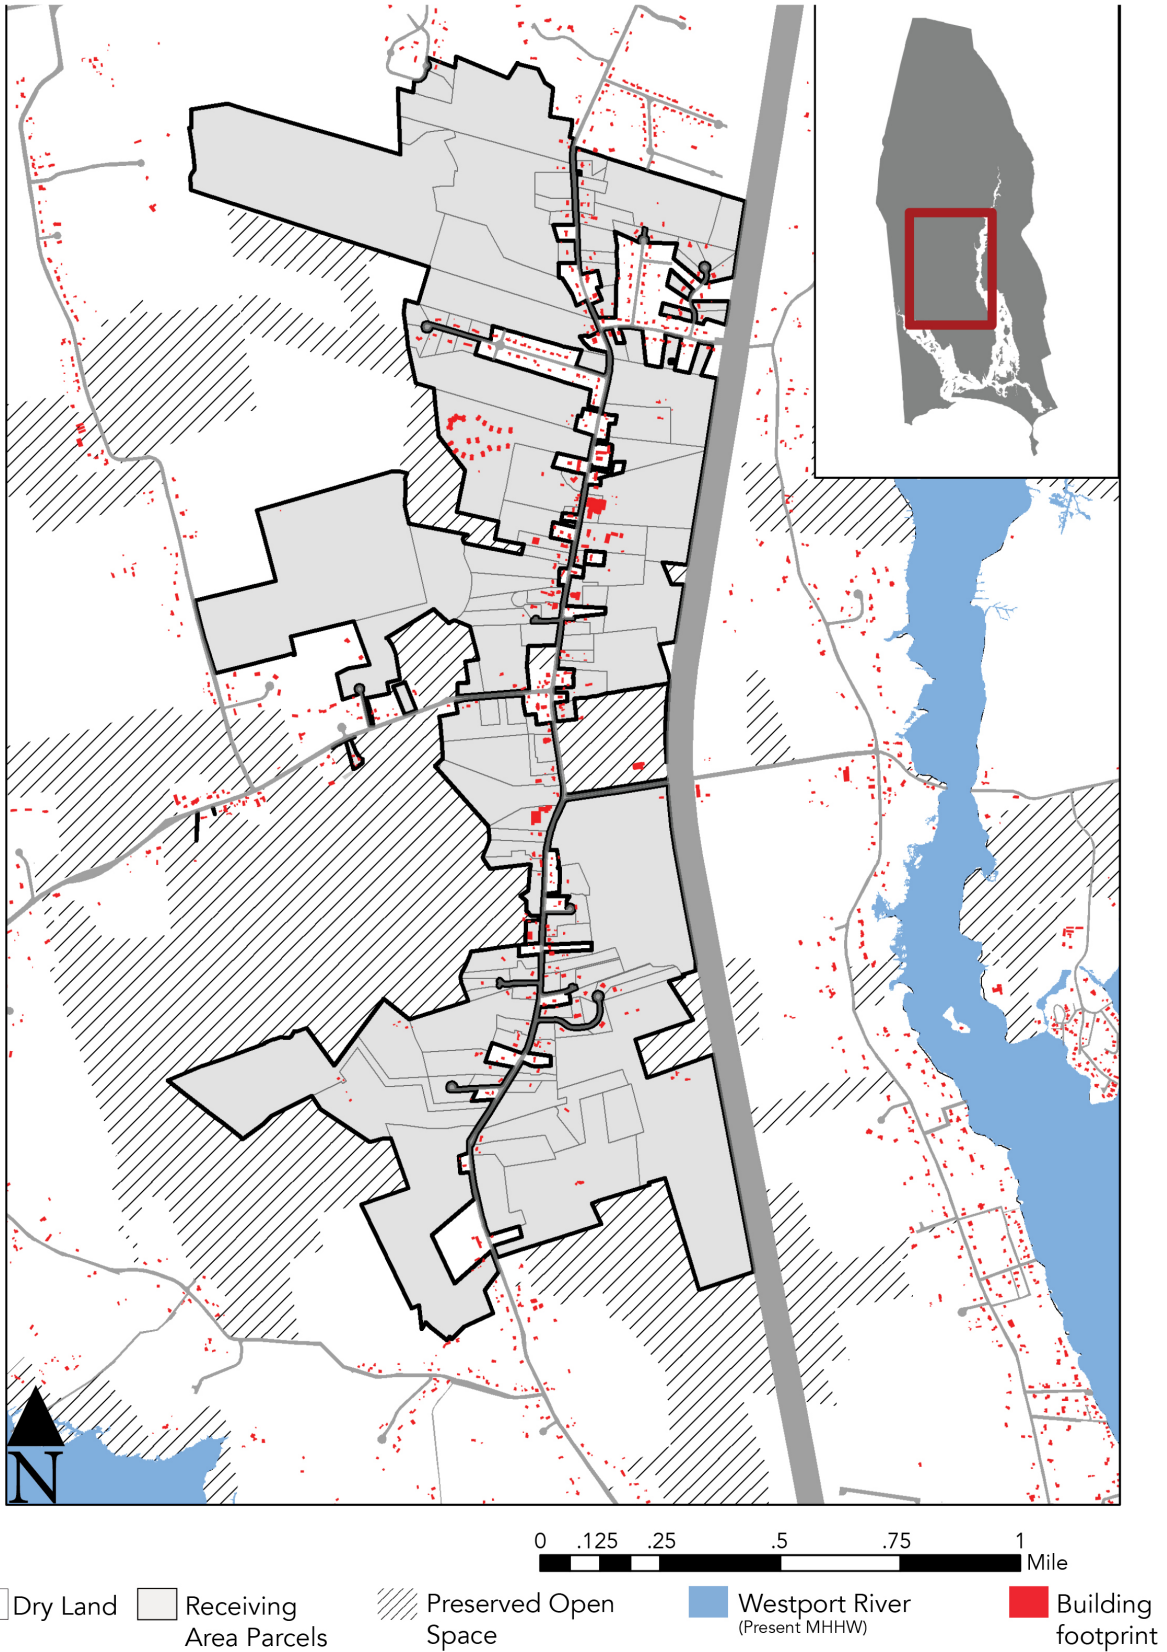 N
0 .125 .25 .5 .75 1
Mile
Dry Land
Receiving
Area Parcels
Preserved Open
Space
Westport River
(Present MHHW)
Building
footprint